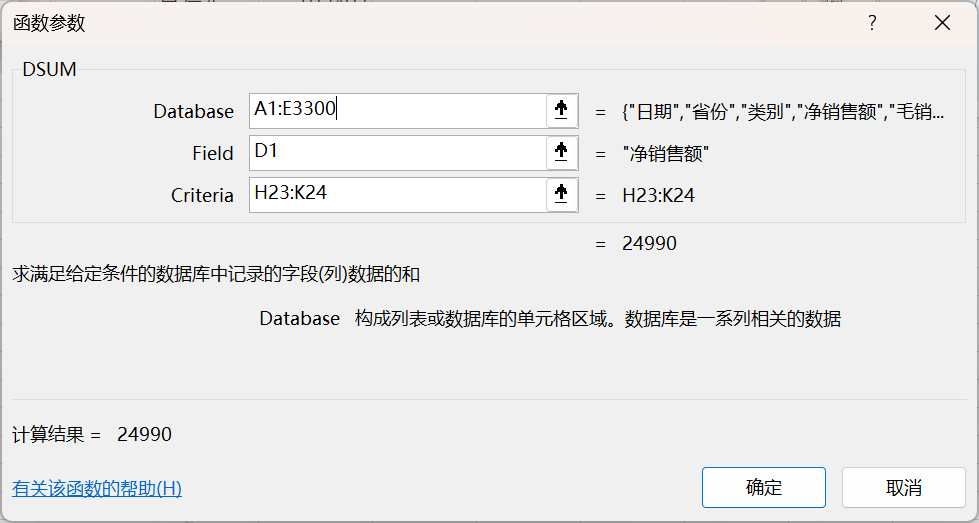 函数参数 ?
DSUM
Database A1:E3300 = {"日期","省份","类别","净销售额","毛销...
Field D1 = "净销售额"
Criteria H23:K24 = H23:K24
= 24990
求满足给定条件的数据库中记录的字段(列)数据的和
Database 构成列表或数据库的单元格区域。数据库是一系列相关的数据
计算结果 = 24990
有关该函数的帮助(H) 确定 取消